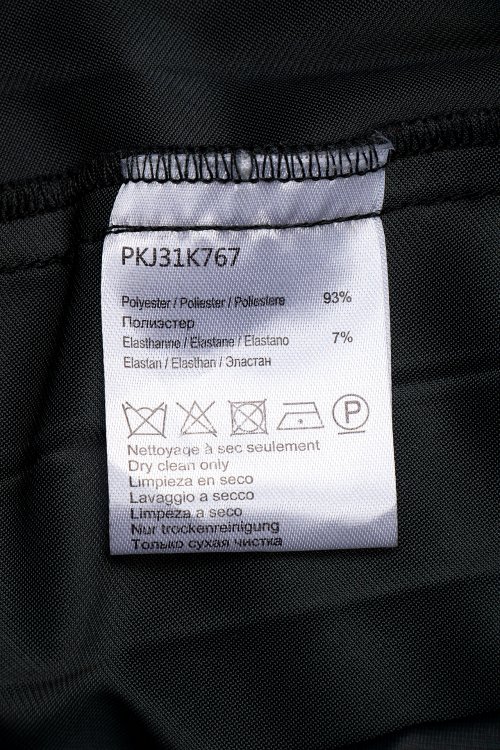 PKJ31K767
Polyester / Poliester / Poliestere 93%
Полиэстер
Elasthanne / Elastane / Elastano 7%
Elastan / Elasthan / Эластан
P
Nettoyage à sec seulement
Dry clean only
Limpieza en seco
Lavaggio a secco
Limpeza a seco
Nur trockenreinigung
Только сухая чистка